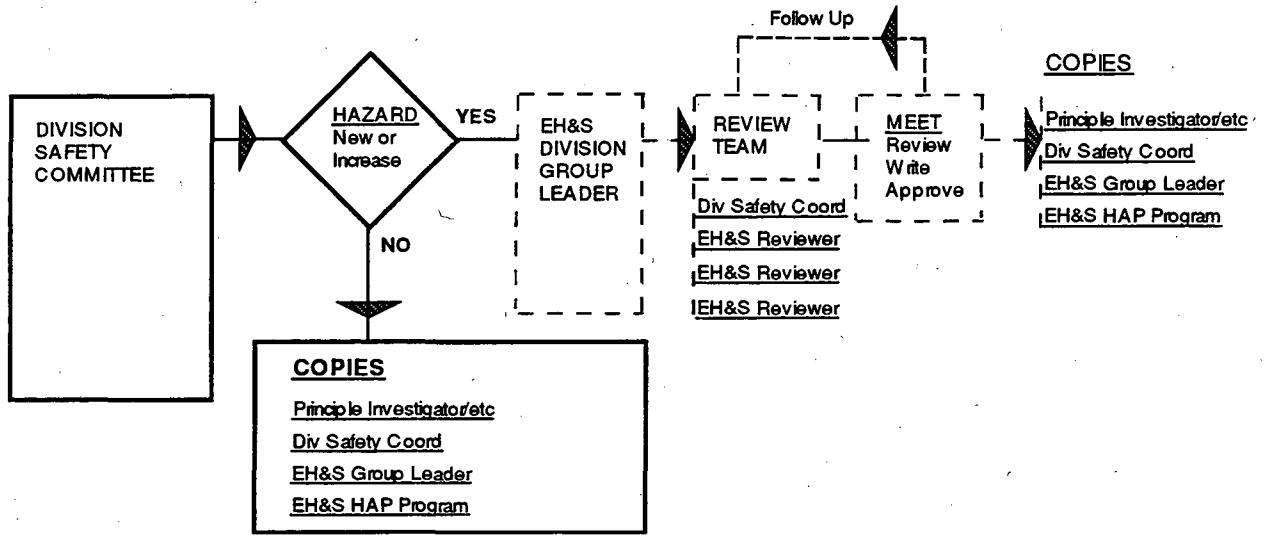 Follow Up
DIVISION
SAFETY
COMMITTEE
HAZARD
New or
Increase
YES
NO
EH&S
DIVISION
GROUP
LEADER
REVIEW
TEAM
Div Safety Coord
EH&S Reviewer
EH&S Reviewer
EH&S Reviewer
MEET
Review
Write
Approve
COPIES
Principle Investigator/etc
Div Safety Coord
EH&S Group Leader
EH&S HAP Program
COPIES
Principle Investigator/etc
Div Safety Coord
EH&S Group Leader
EH&S HAP Program